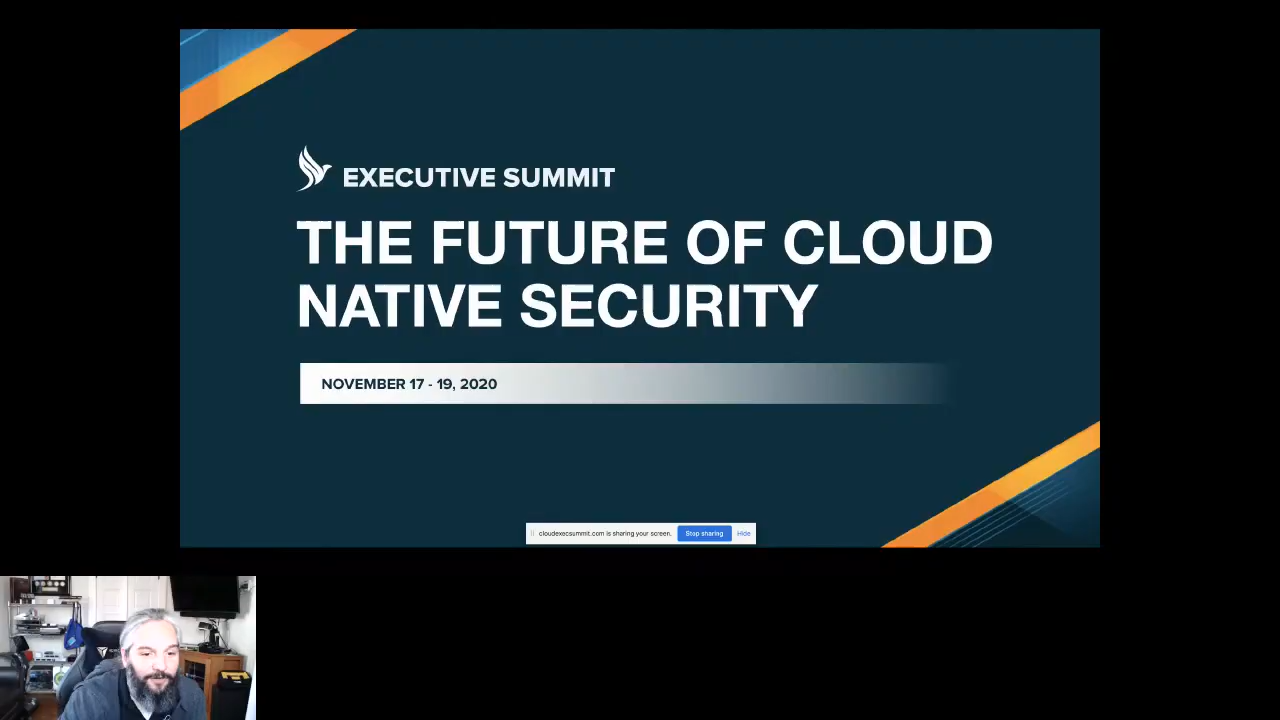 EXECUTIVE SUMMIT
THE FUTURE OF CLOUD
NATIVE SECURITY
NOVEMBER 17 - 19, 2020
cloudexecsummit.com is sharing your screen. Stop sharing Hide